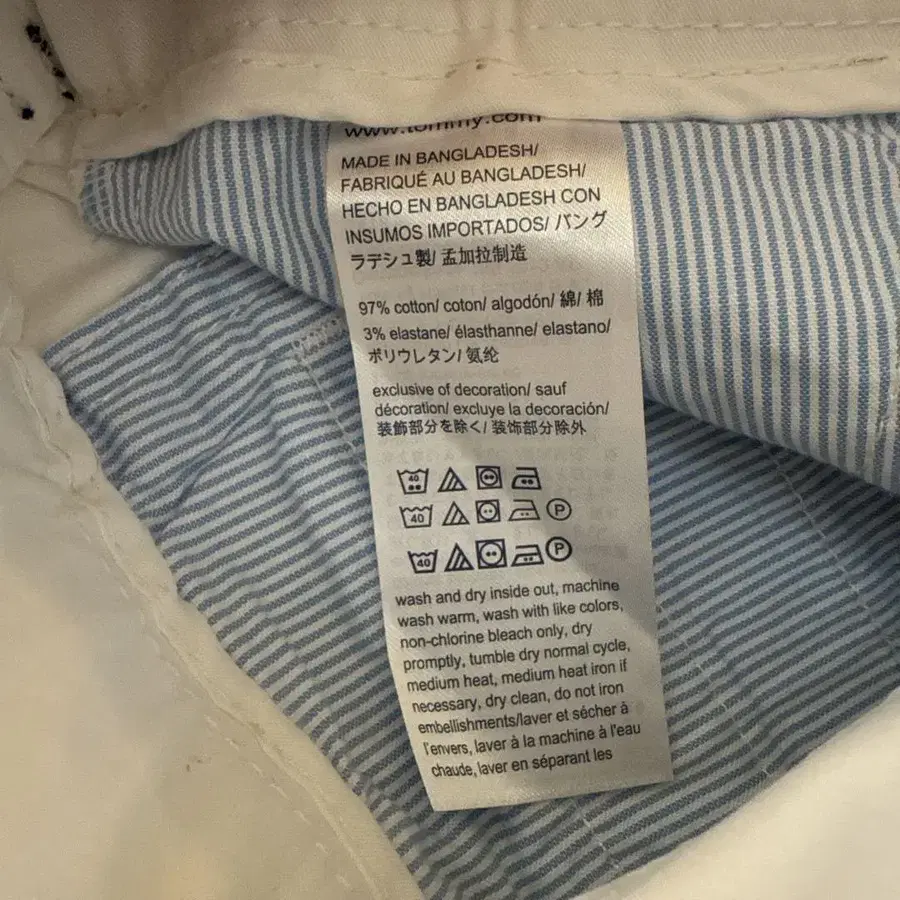 www.tommy.com
MADE IN BANGLADESH/
FABRIQUÉ AU BANGLADESH/
HECHO EN BANGLADESH CON
INSUMOS IMPORTADOS/ バング
ラデシュ製/ 孟加拉制造
97% cotton/ coton/ algodón/ 綿/ 棉
3% elastane/ élasthanne/ elastano/
ポリウレタン/ 氨纶
exclusive of decoration/ sauf
décoration/ excluye la decoración/
装飾部分を除く/ 装饰部分除外
40
40 P
40 P
wash and dry inside out, machine
wash warm, wash with like colors,
non-chlorine bleach only, dry
promptly, tumble dry normal cycle,
medium heat, medium heat iron if
necessary, dry clean, do not iron
embellishments/laver et sécher à
l'envers, laver à la machine à l'eau
chaude, laver en séparant les